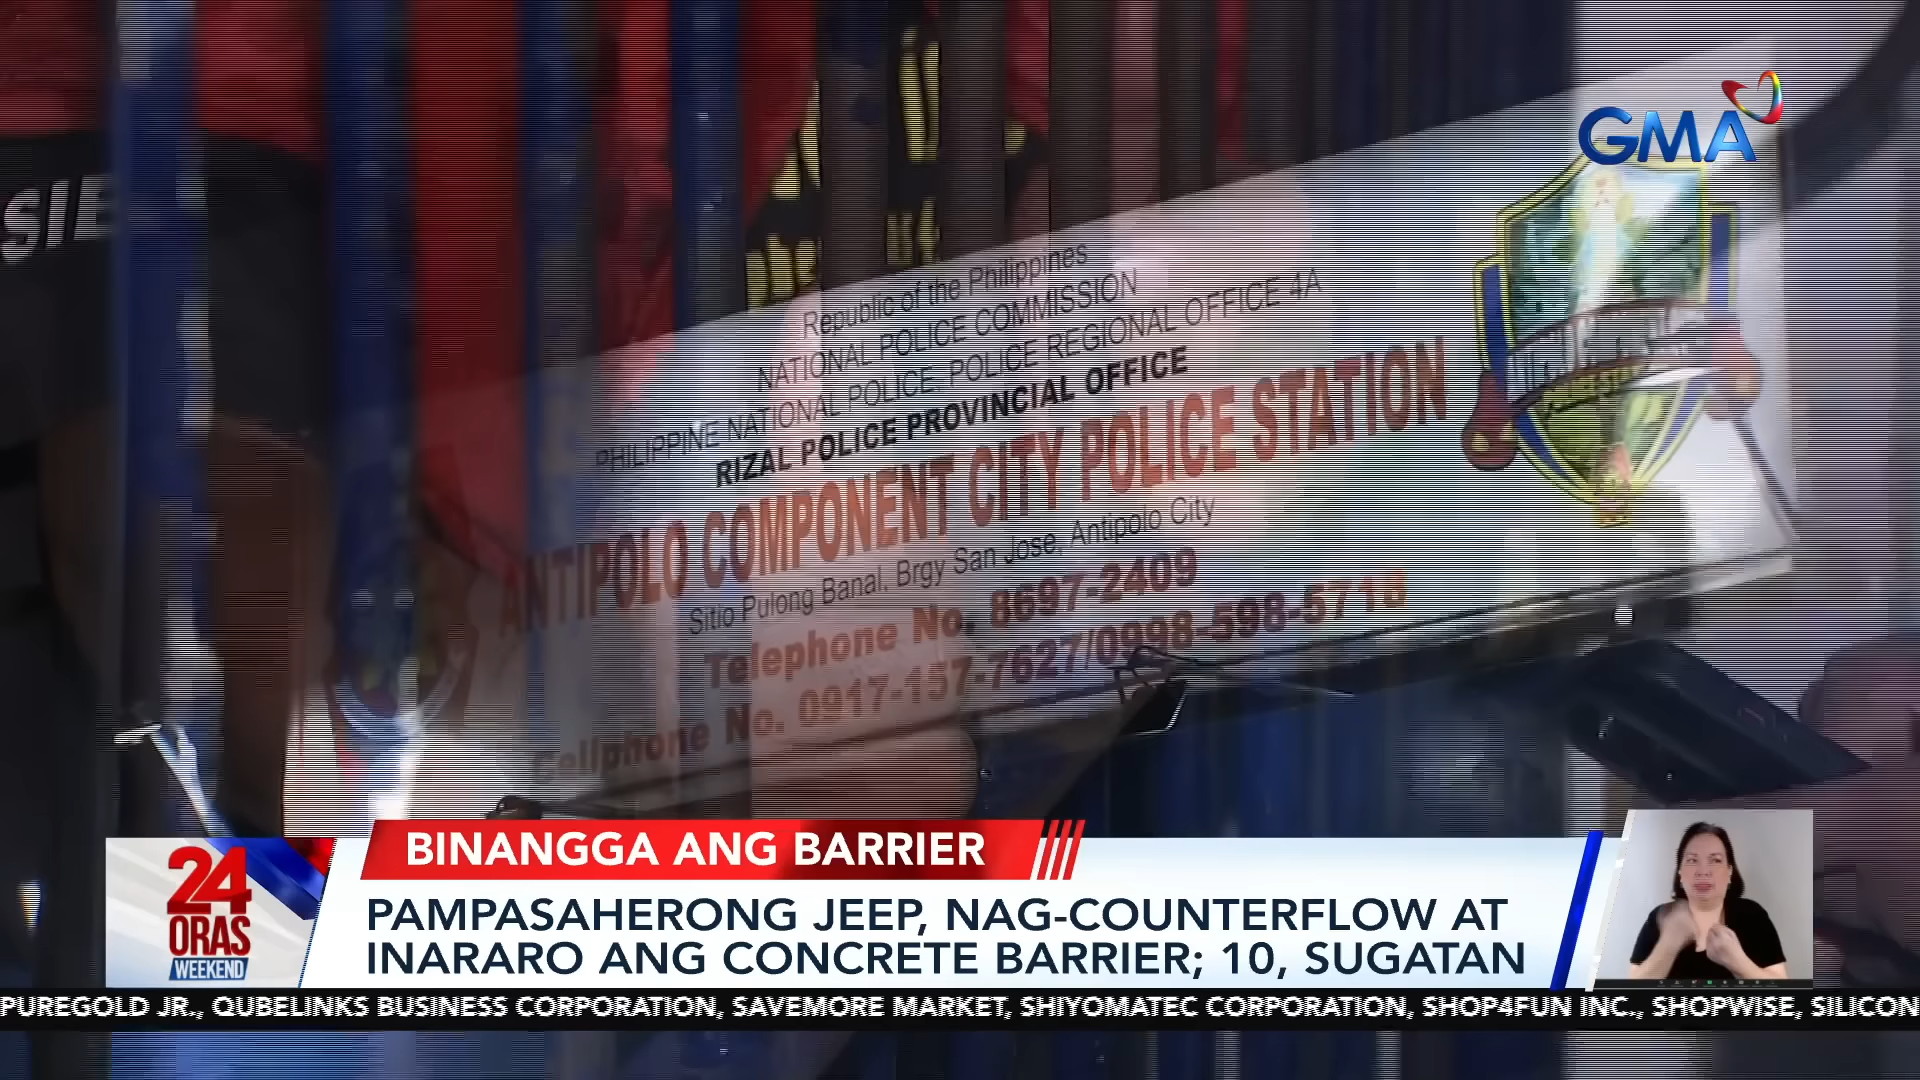 GMA
SIE
Republic of the Philippines
NATIONAL POLICE COMMISSION
PHILIPPINE NATIONAL POLICE, POLICE REGIONAL OFFICE 4A
RIZAL POLICE PROVINCIAL OFFICE
ANTIPOLO COMPONENT CITY POLICE STATION
Sitio Pulong Banal, Brgy San Jose, Antipolo City
Telephone No. 8697-2409
Cellphone No. 0917-157-7627/0998-598-5718
BINANGGA ANG BARRIER
24
ORAS
WEEKEND
PAMPASAHERONG JEEP, NAG-COUNTERFLOW AT
INARARO ANG CONCRETE BARRIER; 10, SUGATAN
PUREGOLD JR., QUBELINKS BUSINESS CORPORATION, SAVEMORE MARKET, SHIYOMATEC CORPORATION, SHOP4FUN INC., SHOPWISE, SILICON